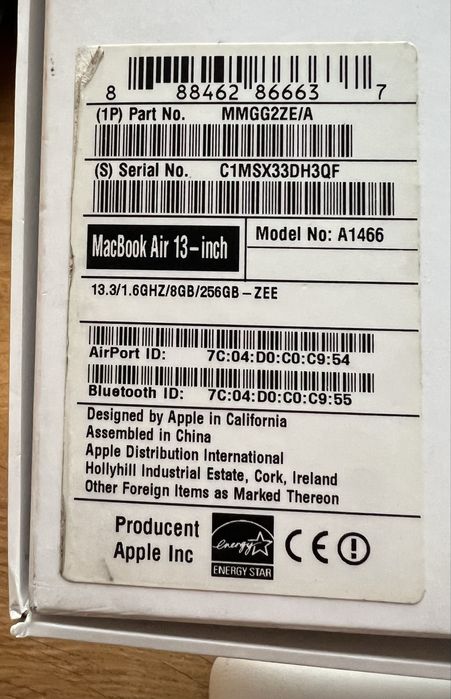 8 88462 86663 7
(1P) Part No. MMGG2ZE/A
(S) Serial No. C1MSX33DH3QF
MacBook Air 13-inch
Model No: A1466
13.3/1.6GHZ/8GB/256GB-ZEE
AirPort ID: 7C:04:D0:C0:C9:54
Bluetooth ID: 7C:04:D0:C0:C9:55
Designed by Apple in California
Assembled in China
Apple Distribution International
Hollyhill Industrial Estate, Cork, Ireland
Other Foreign Items as Marked Thereon
Producent
Apple Inc
energy
ENERGY STAR
CE